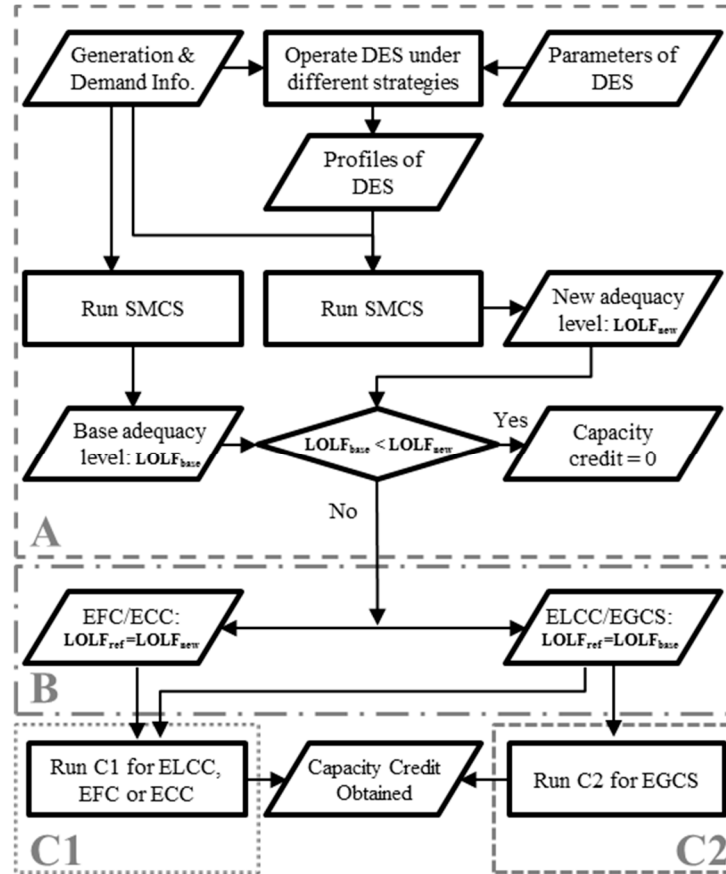 Generation &
Demand Info.
Operate DES under
different strategies
Parameters of
DES
Profiles of
DES
Run SMCS
Run SMCS
New adequacy
level: LOLFnew
Base adequacy
level: LOLFbase
LOLFbase < LOLFnew
Yes
Capacity
credit = 0
No
A
EFC/ECC:
LOLFref=LOLFnew
ELCC/EGCS:
LOLFref=LOLFbase
B
Run C1 for ELCC,
EFC or ECC
Capacity Credit
Obtained
Run C2 for EGCS
C1
C2